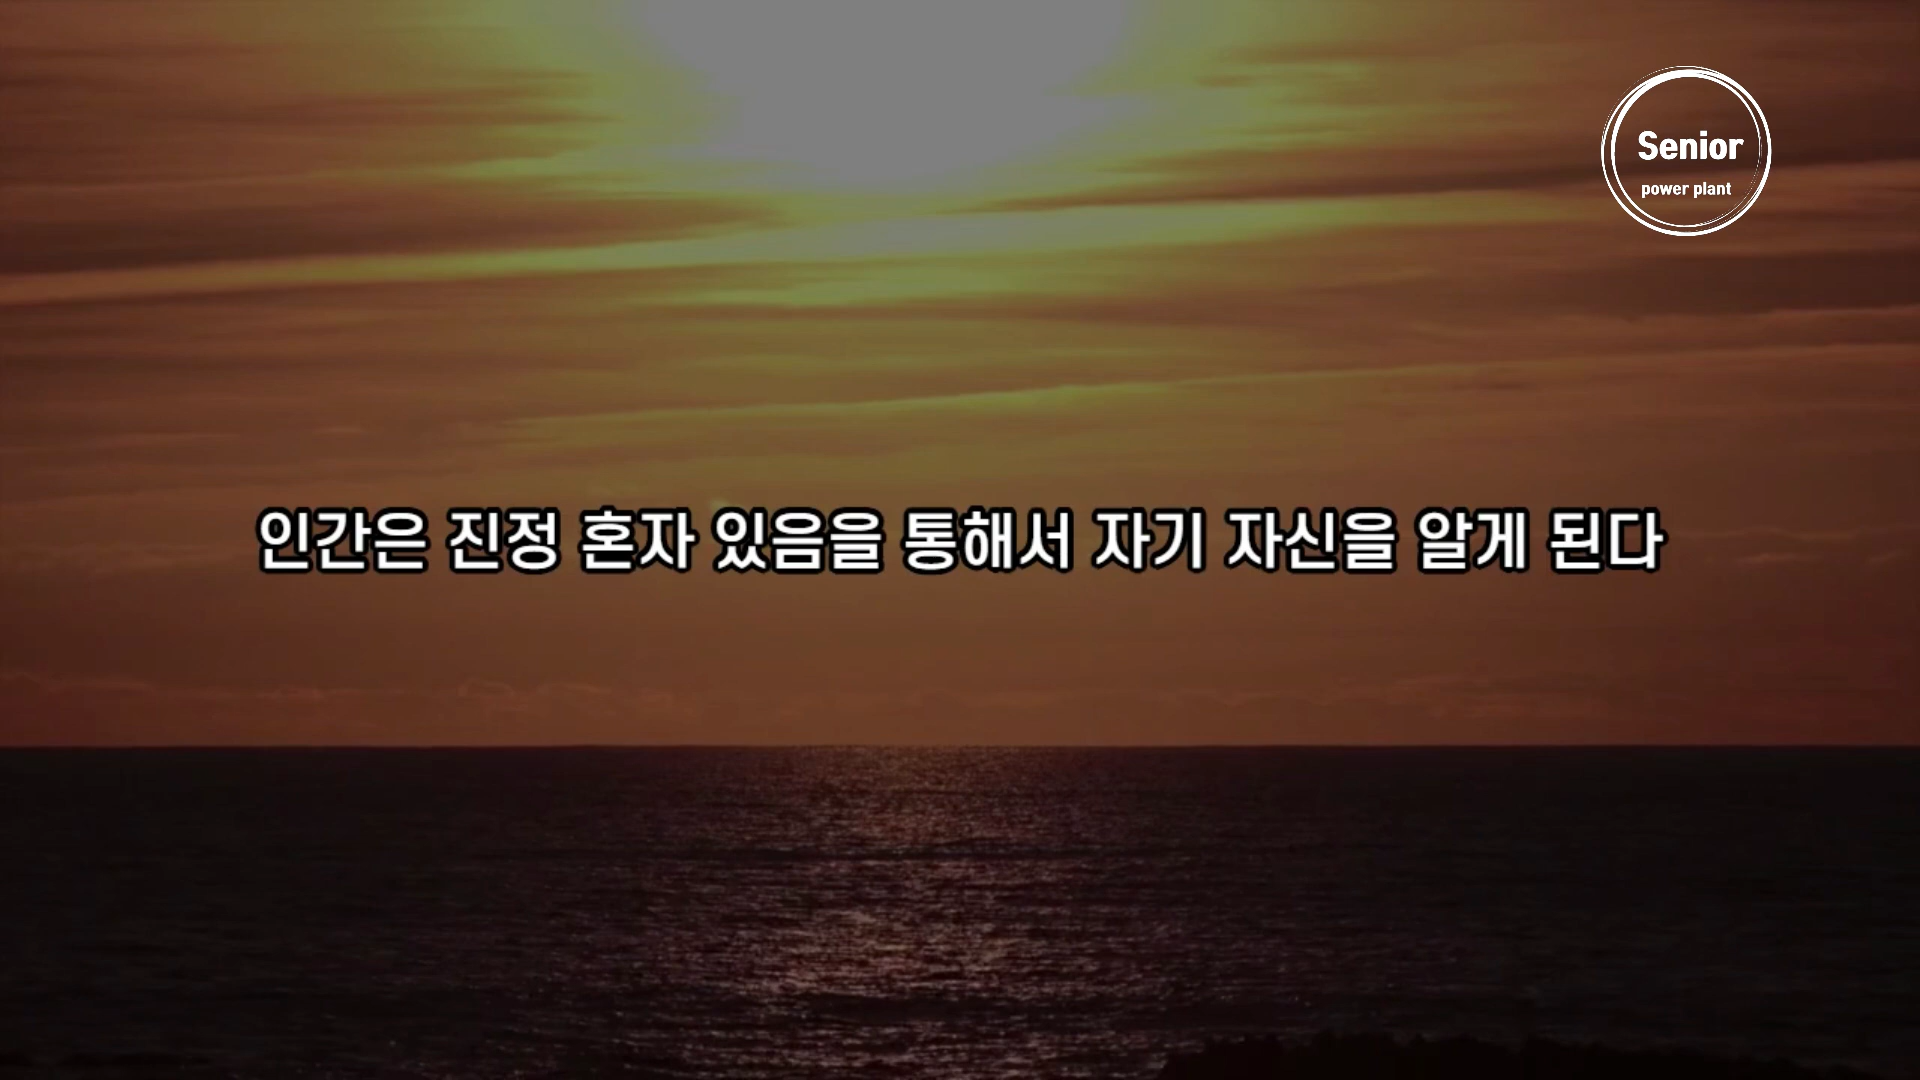 Senior
power plant
인간은 진정 혼자 있음을 통해서 자기 자신을 알게 된다